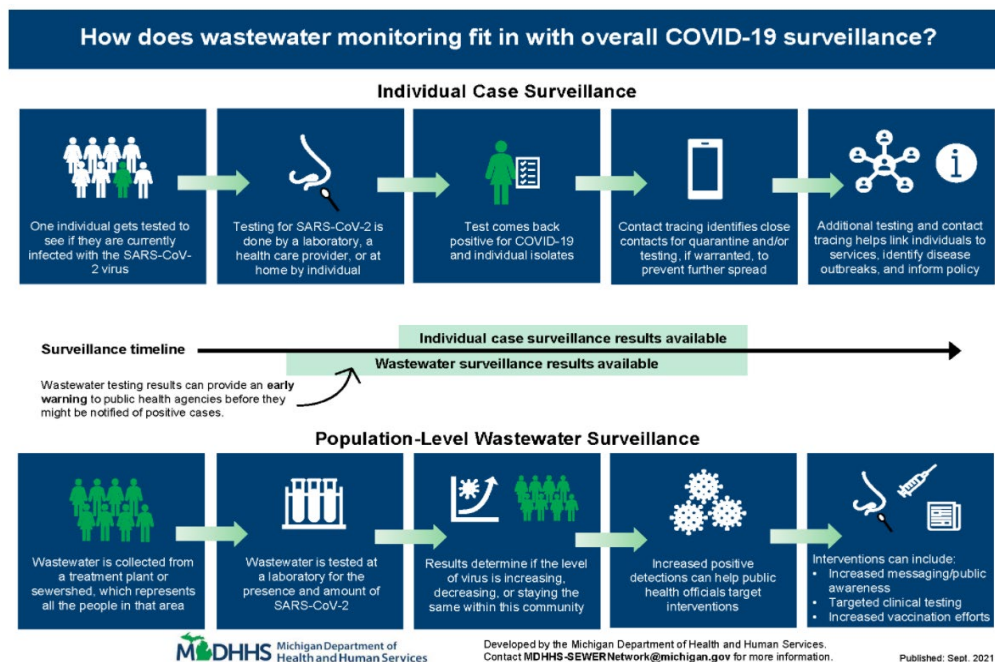 How does wastewater monitoring fit in with overall COVID-19 surveillance?
Individual Case Surveillance
One individual gets tested to
see if they are currently
infected with the SARS-CoV-
2 virus
Testing for SARS-CoV-2 is
done by a laboratory, a
health care provider, or at
home by individual
Test comes back
positive for COVID-19
and individual isolates
Contact tracing identifies close
contacts for quarantine and/or
testing, if warranted, to
prevent further spread
Additional testing and contact
tracing helps link individuals to
services, identify disease
outbreaks, and inform policy
Individual case surveillance results available
Surveillance timeline
Wastewater surveillance results available
Wastewater testing results can provide an early
warning to public health agencies before they
might be notified of positive cases.
Population-Level Wastewater Surveillance
Wastewater is collected from
a treatment plant or
sewershed, which represents
all the people in that area
Wastewater is tested at
a laboratory for the
presence and amount of
SARS-CoV-2
Results determine if the level
of virus is increasing,
decreasing, or staying the
same within this community
Increased positive
detections can help public
health officials target
interventions
Interventions can include:
• Increased messaging/public
awareness
• Targeted clinical testing
• Increased vaccination efforts
MDHHS
Michigan Department of
Health and Human Services
Developed by the Michigan Department of Health and Human Services.
Contact MDHHS-SEWERNetwork@michigan.gov for more information.
Published: Sept. 2021